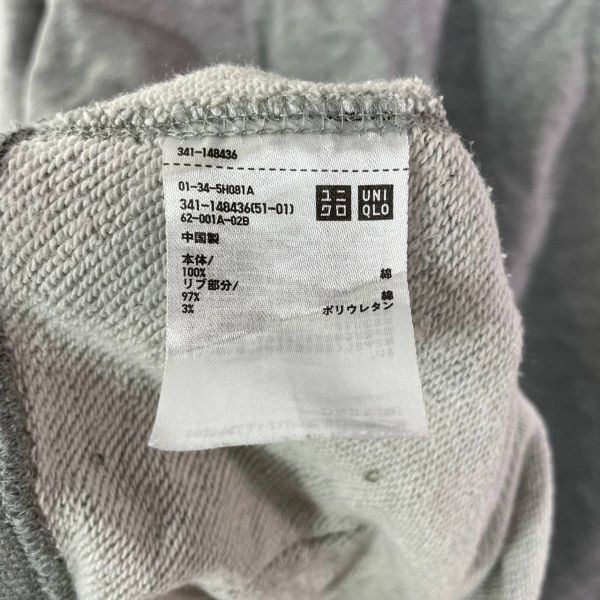 341-148436
01-34-5H081A
341-148436(51-01)
62-001A-02B
ユニ
クロ
UNI
QLO
中国製
本体/
100% 綿
リブ部分/
97% 綿
3% ポリウレタン